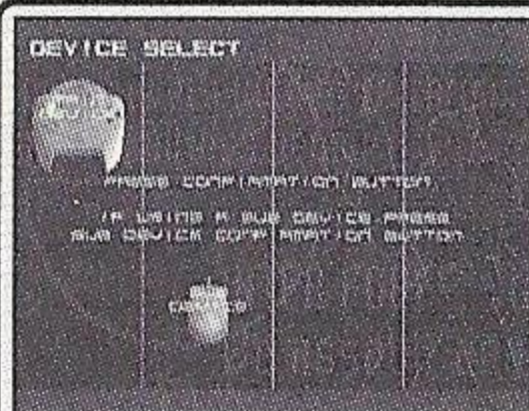 DEVICE SELECT
PRESS CONFIRMATION BUTTON
IF USING A SUB DEVICE PRESS
SUB DEVICE CONFIRMATION BUTTON